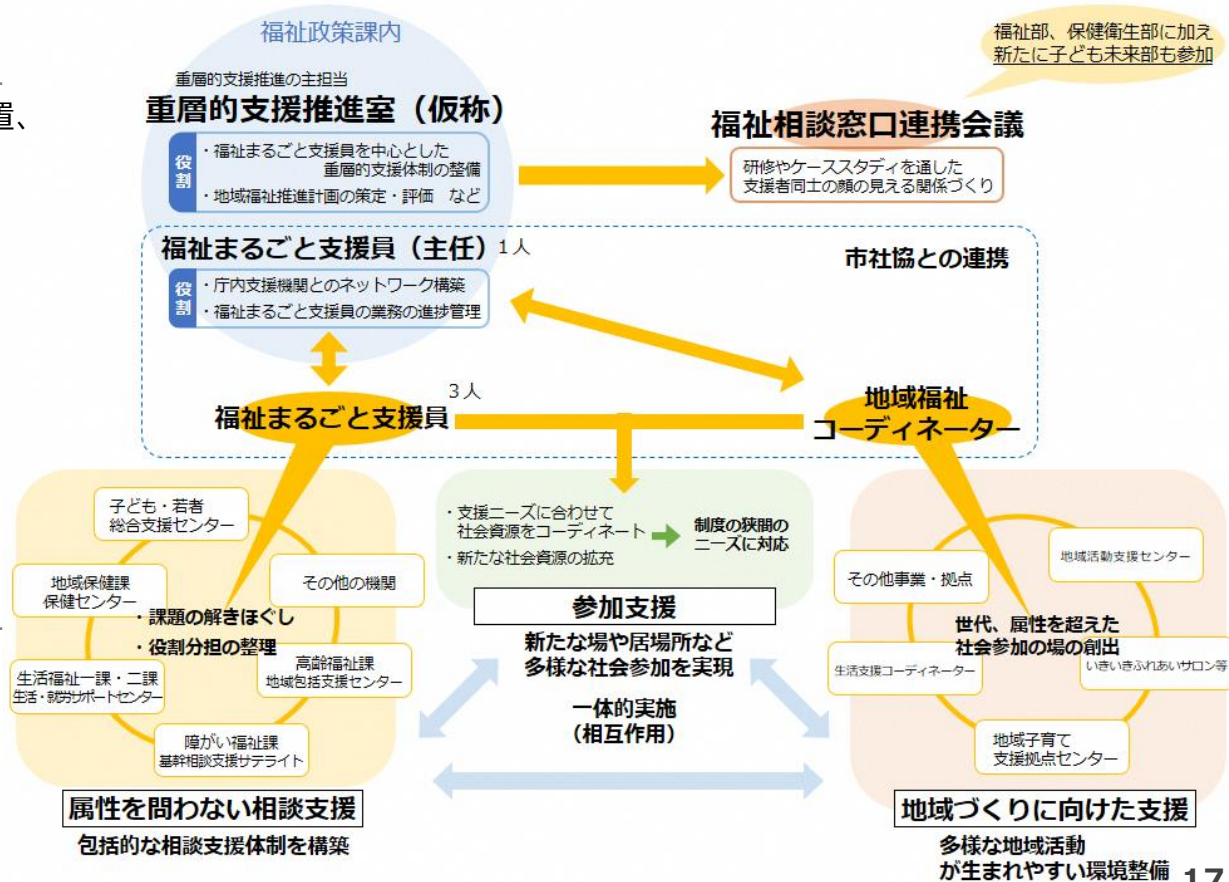 福祉政策課内
福祉部、保健衛生部に加え
新たに子ども未来部も参加
置、
重層的支援推進の主担当
重層的支援推進室（仮称）
役割
・福祉まるごと支援員を中心とした
重層的支援体制の整備
・地域福祉推進計画の策定・評価　など
福祉相談窓口連携会議
研修やケーススタディを通した
支援者同士の顔の見える関係づくり
福祉まるごと支援員（主任）1人
役割
・庁内支援機関とのネットワーク構築
・福祉まるごと支援員の業務の進捗管理
市社協との連携
3人
福祉まるごと支援員
地域福祉
コーディネーター
子ども・若者
総合支援センター
地域保健課
保健センター
その他の機関
・課題の解きほぐし
・役割分担の整理
生活福祉一課・二課
生活・就労サポートセンター
高齢福祉課
地域包括支援センター
障がい福祉課
基幹相談支援サテライト
属性を問わない相談支援
包括的な相談支援体制を構築
・支援ニーズに合わせて
社会資源をコーディネート
・新たな社会資源の拡充
制度の狭間の
ニーズに対応
参加支援
新たな場や居場所など
多様な社会参加を実現
一体的実施
（相互作用）
地域活動支援センター
その他事業・拠点
世代、属性を超えた
社会参加の場の創出
生活支援コーディネーター
いきいきふれあいサロン等
地域子育て
支援拠点センター
地域づくりに向けた支援
多様な地域活動
が生まれやすい環境整備
17